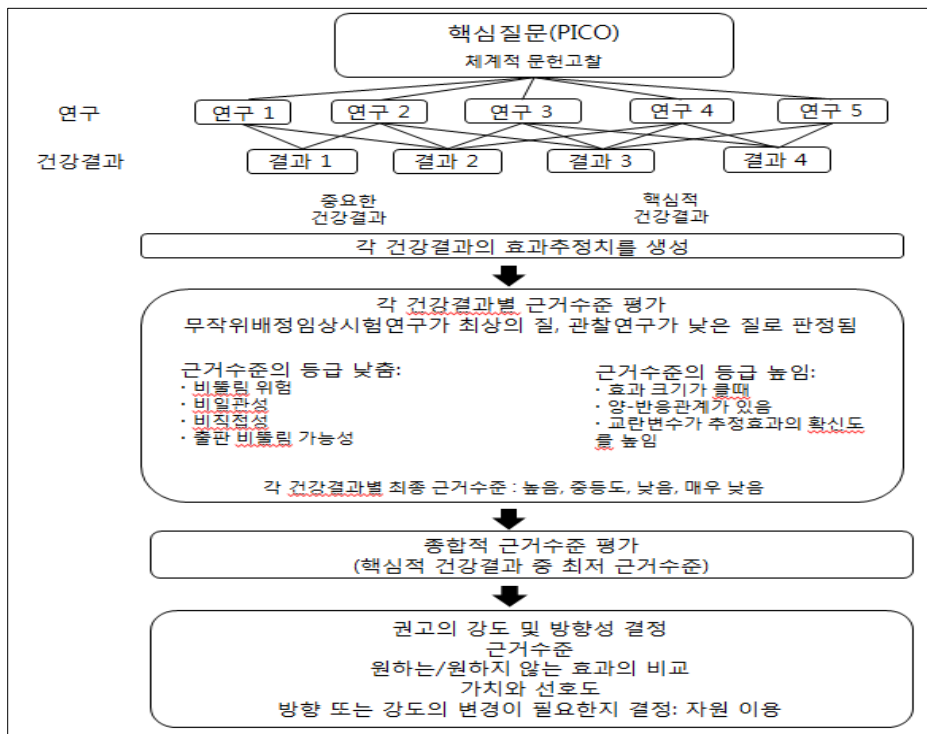 핵심질문(PICO)
체계적 문헌고찰
연구
연구 1
연구 2
연구 3
연구 4
연구 5
건강결과
결과 1
결과 2
결과 3
결과 4
중요한
건강결과
핵심적
건강결과
각 건강결과의 효과추정치를 생성
각 건강결과별 근거수준 평가
무작위배정임상시험연구가 최상의 질, 관찰연구가 낮은 질로 판정됨
근거수준의 등급 낮춤:
· 비뚤림 위험
· 비일관성
· 비직접성
· 출판 비뚤림 가능성
근거수준의 등급 높임:
· 효과 크기가 클때
· 양-반응관계가 있음
· 교란변수가 추정효과의 확신도
를 높임
각 건강결과별 최종 근거수준 : 높음, 중등도, 낮음, 매우 낮음
종합적 근거수준 평가
(핵심적 건강결과 중 최저 근거수준)
권고의 강도 및 방향성 결정
근거수준
원하는/원하지 않는 효과의 비교
가치와 선호도
방향 또는 강도의 변경이 필요한지 결정: 자원 이용